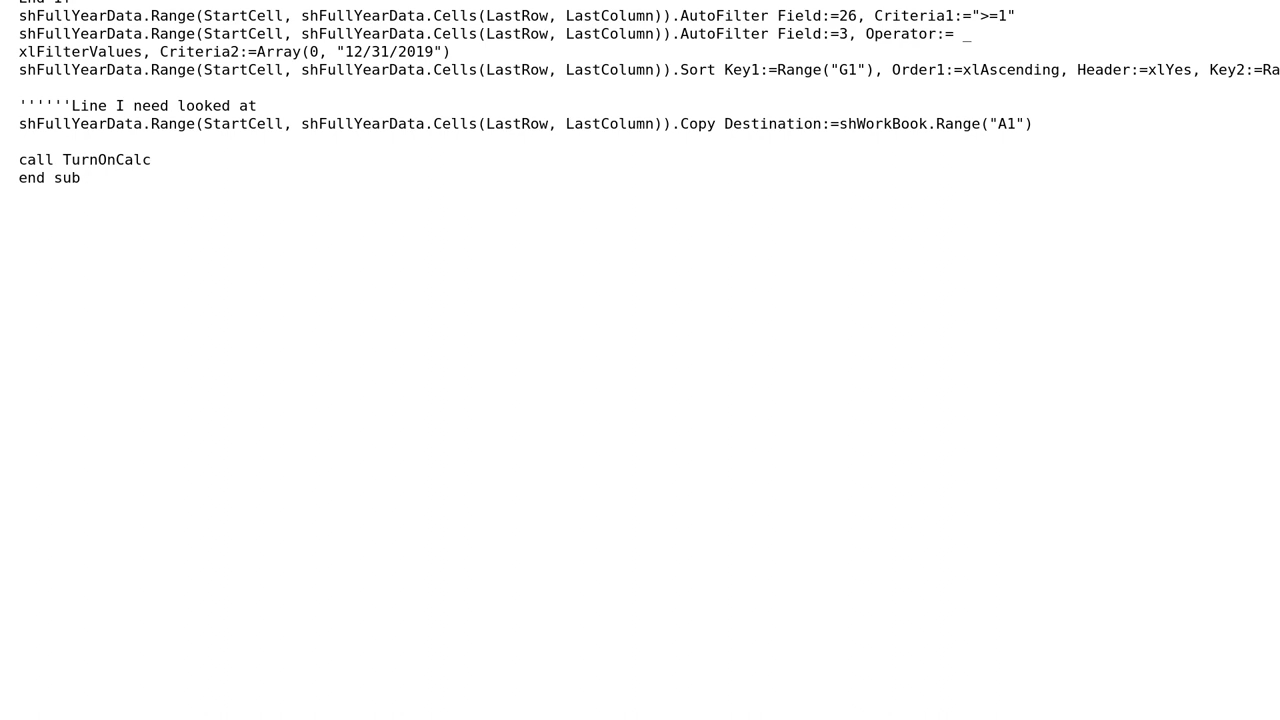 End If
shFullYearData.Range(StartCell, shFullYearData.Cells(LastRow, LastColumn)).AutoFilter Field:=26, Criteria1:=">=1"
shFullYearData.Range(StartCell, shFullYearData.Cells(LastRow, LastColumn)).AutoFilter Field:=3, Operator:= _
xlFilterValues, Criteria2:=Array(0, "12/31/2019")
shFullYearData.Range(StartCell, shFullYearData.Cells(LastRow, LastColumn)).Sort Key1:=Range("G1"), Order1:=xlAscending, Header:=xlYes, Key2:=Ra
''''''Line I need looked at
shFullYearData.Range(StartCell, shFullYearData.Cells(LastRow, LastColumn)).Copy Destination:=shWorkBook.Range("A1")
call TurnOnCalc
end sub